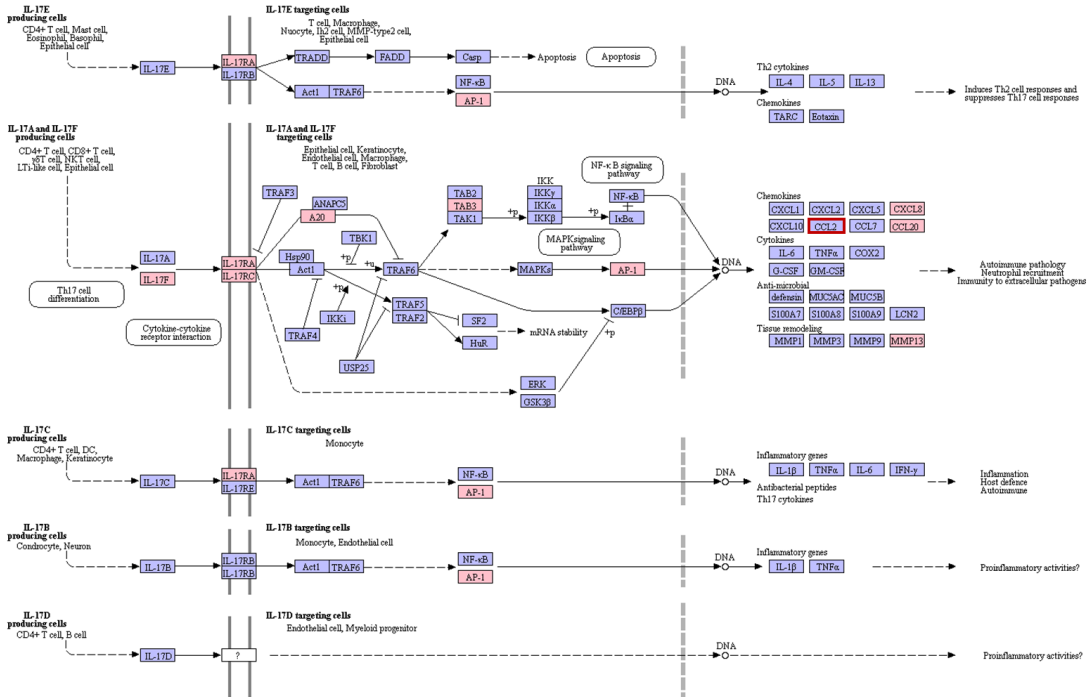 IL-17E
producing cells
CD4+ T cell, Mast cell,
Eosinophil, Basophil,
Epithelial cell
IL-17E targeting cells
T cell, Macrophage,
Nuocyte, Ih2 cell, MMP-type2 cell,
Epithelial cell
IL-17E
IL-17RA
IL-17RB
TRADD
FADD
Casp
Apoptosis
Apoptosis
Act1
TRAF6
NF-κB
AP-1
DNA
Th2 cytokines
IL-4
IL-5
IL-13
Chemokines
TARC
Eotaxin
Induces Th2 cell responses and
suppresses Th17 cell responses
IL-17A and IL-17F
producing cells
CD4+ T cell, CD8+ T cell,
γδT cell, NKT cell,
LTi-like cell, Epithelial cell
IL-17A and IL-17F
targeting cells
Epithelial cell, Keratinocyte,
Endothelial cell, Macrophage,
T cell, B cell, Fibroblast
IL-17A
IL-17F
Th17 cell
differentiation
Cytokine-cytokine
receptor interaction
IL-17RA
IL-17RC
TRAF3
ANAPC5
A20
Hsp90
Act1
TBK1
+p
+u
TRAF6
+p
IKKi
TRAF4
USP25
TRAF5
TRAF2
SF2
HuR
mRNA stability
TAB2
TAB3
TAK1
+p
IKK
IKKγ
IKKα
IKKβ
+p
NF-κB
IκBα
NF-κB signaling
pathway
MAPK signaling
pathway
MAPKs
AP-1
C/EBPβ
+p
ERK
GSK3β
DNA
Chemokines
CXCL1
CXCL2
CXCL5
CXCL8
CXCL10
CCL2
CCL7
CCL20
Cytokines
IL-6
TNFα
COX2
G-CSF
GM-CSF
Anti-microbial
defensin
MUC5AC
MUC5B
S100A7
S100A8
S100A9
LCN2
Tissue remodeling
MMP1
MMP3
MMP9
MMP13
Autoimmune pathology
Neutrophil recruitment
Immunity to extracellular pathogens
IL-17C
producing cells
CD4+ T cell, DC,
Macrophage, Keratinocyte
IL-17C targeting cells
Monocyte
IL-17C
IL-17RA
IL-17RE
Act1
TRAF6
NF-κB
AP-1
DNA
Inflammatory genes
IL-1β
TNFα
IL-6
IFN-γ
Antibacterial peptides
Th17 cytokines
Inflammation
Host defence
Autoimmune
IL-17B
producing cells
Condrocyte, Neuron
IL-17B targeting cells
Monocyte, Endothelial cell
IL-17B
IL-17RB
IL-17RB
Act1
TRAF6
NF-κB
AP-1
DNA
Inflammatory genes
IL-1β
TNFα
Proinflammatory activities?
IL-17D
producing cells
CD4+ T cell, B cell
IL-17D targeting cells
Endothelial cell, Myeloid progenitor
IL-17D
?
DNA
Proinflammatory activities?